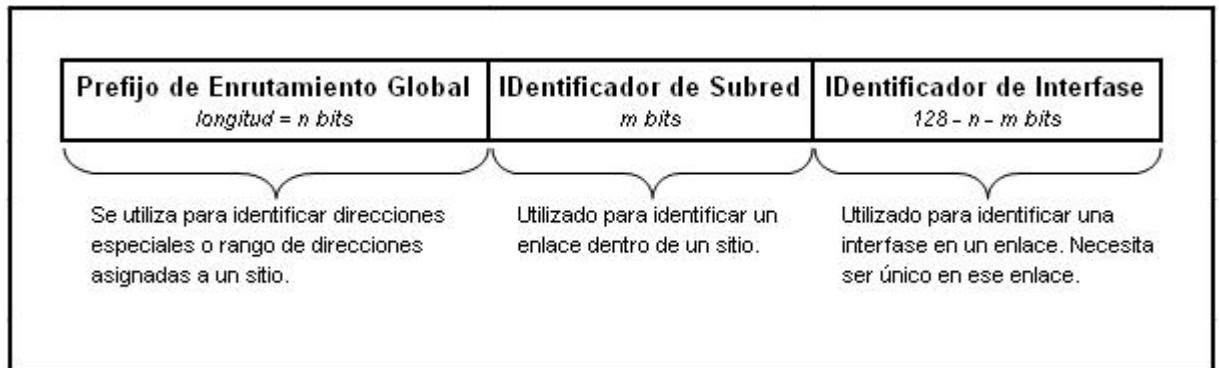 Prefijo de Enrutamiento Global
longitud = n bits
IDentificador de Subred
m bits
IDentificador de Interfase
128 - n - m bits
Se utiliza para identificar direcciones
especiales o rango de direcciones
asignadas a un sitio.
Utilizado para identificar un
enlace dentro de un sitio.
Utilizado para identificar una
interfase en un enlace. Necesita
ser único en ese enlace.